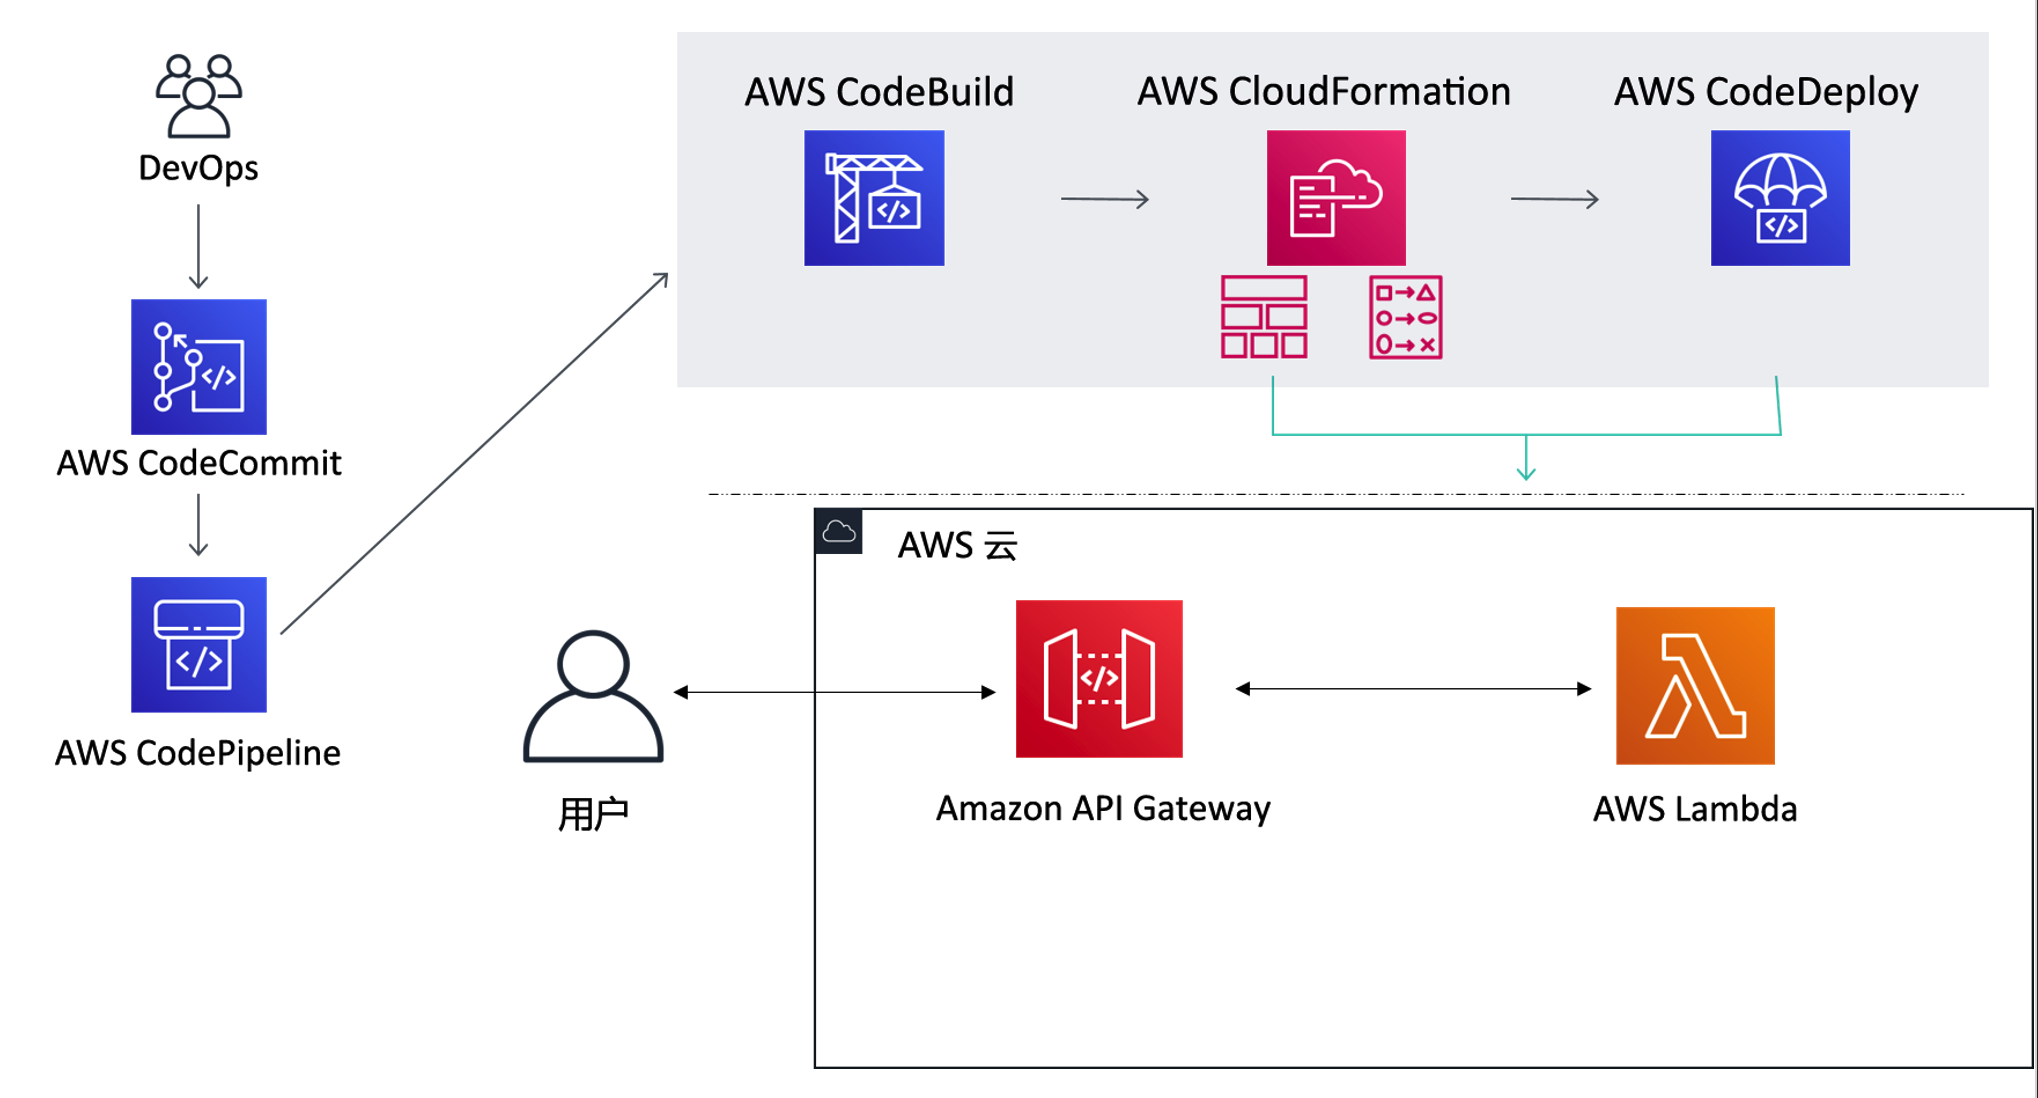 DevOps
AWS CodeCommit
AWS CodePipeline
AWS CodeBuild
AWS CloudFormation
AWS CodeDeploy
AWS 云
用户
Amazon API Gateway
AWS Lambda